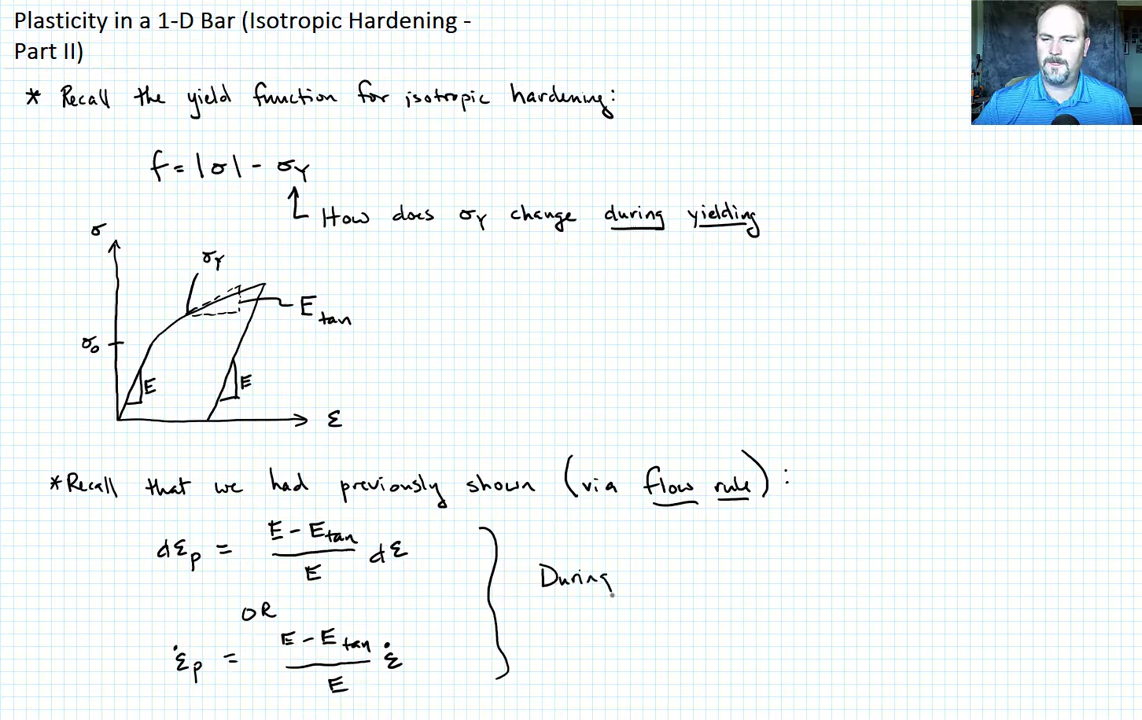 Plasticity in a 1-D Bar (Isotropic Hardening -
Part II)
* Recall the yield function for isotropic hardening:
f = |σ| - σY
How does σY change during yielding
σ
σY
Etan
σ0
E
E
ε
* Recall that we had previously shown (via flow rule):
dεp = (E - Etan)/E dε
OR
ε̇p = (E - Etan)/E ε̇
During